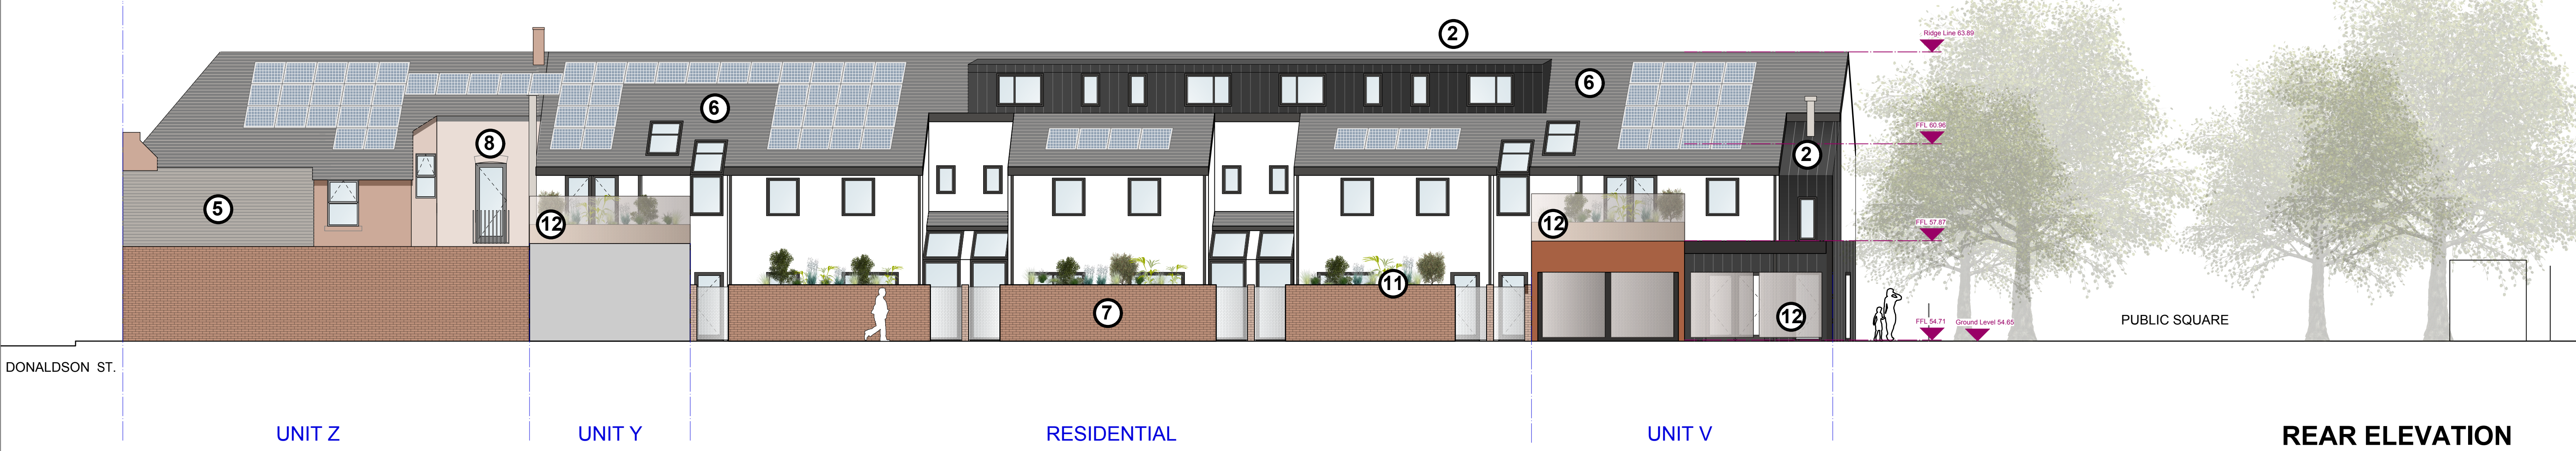 2
Ridge Line 63.89
6
6
FFL 60.96
8
2
5
12
12
FFL 57.87
11
7
12
FFL 54.71
Ground Level 54.65
PUBLIC SQUARE
DONALDSON ST.
UNIT Z
UNIT Y
RESIDENTIAL
UNIT V
REAR ELEVATION